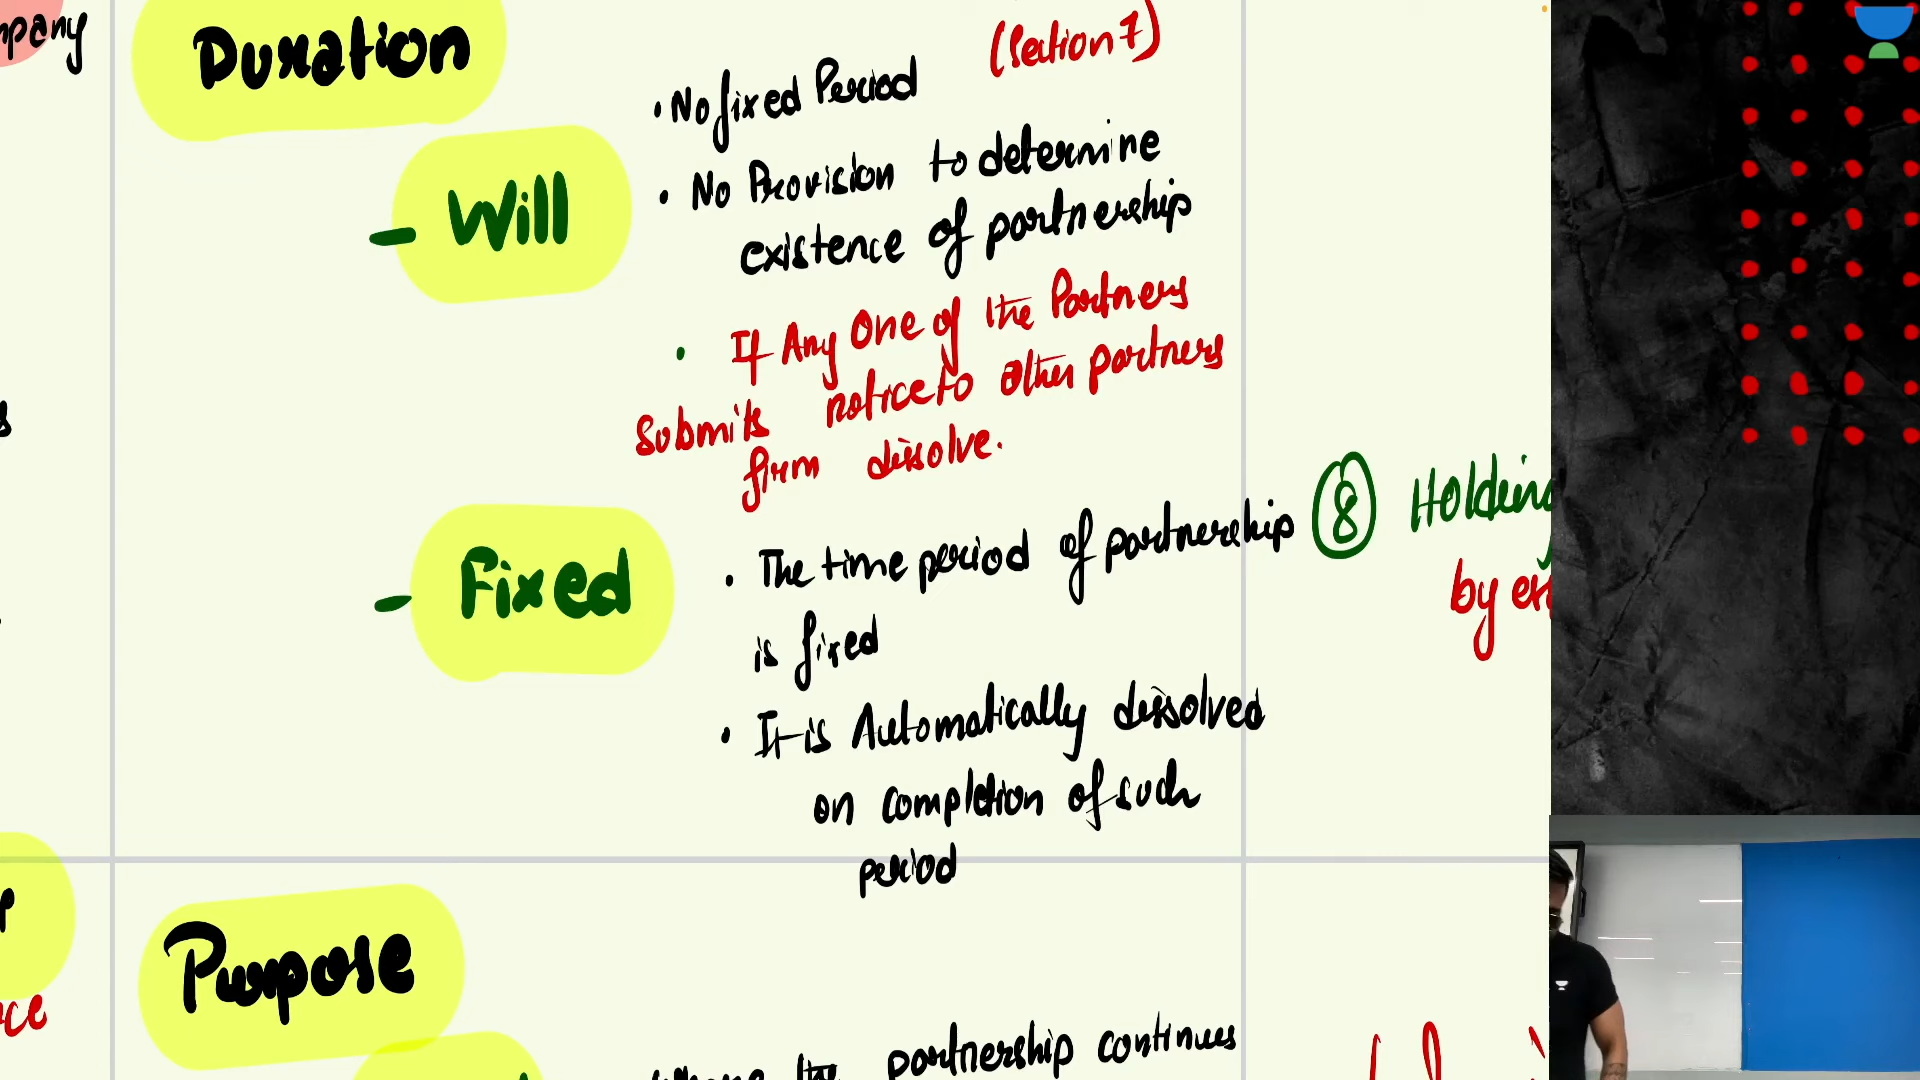 mpany
Duration
(Section 7)
• No fixed Period
- Will
• No Provision to determine
existence of partnership
• If Any One of the Partners
Submits notice to other partners
firm dissolve.
⑧ Holding
by
- Fixed
• The time period of partnership
is fixed
• It is Automatically dissolved
on completion of such
period
Purpose
the partnership continues